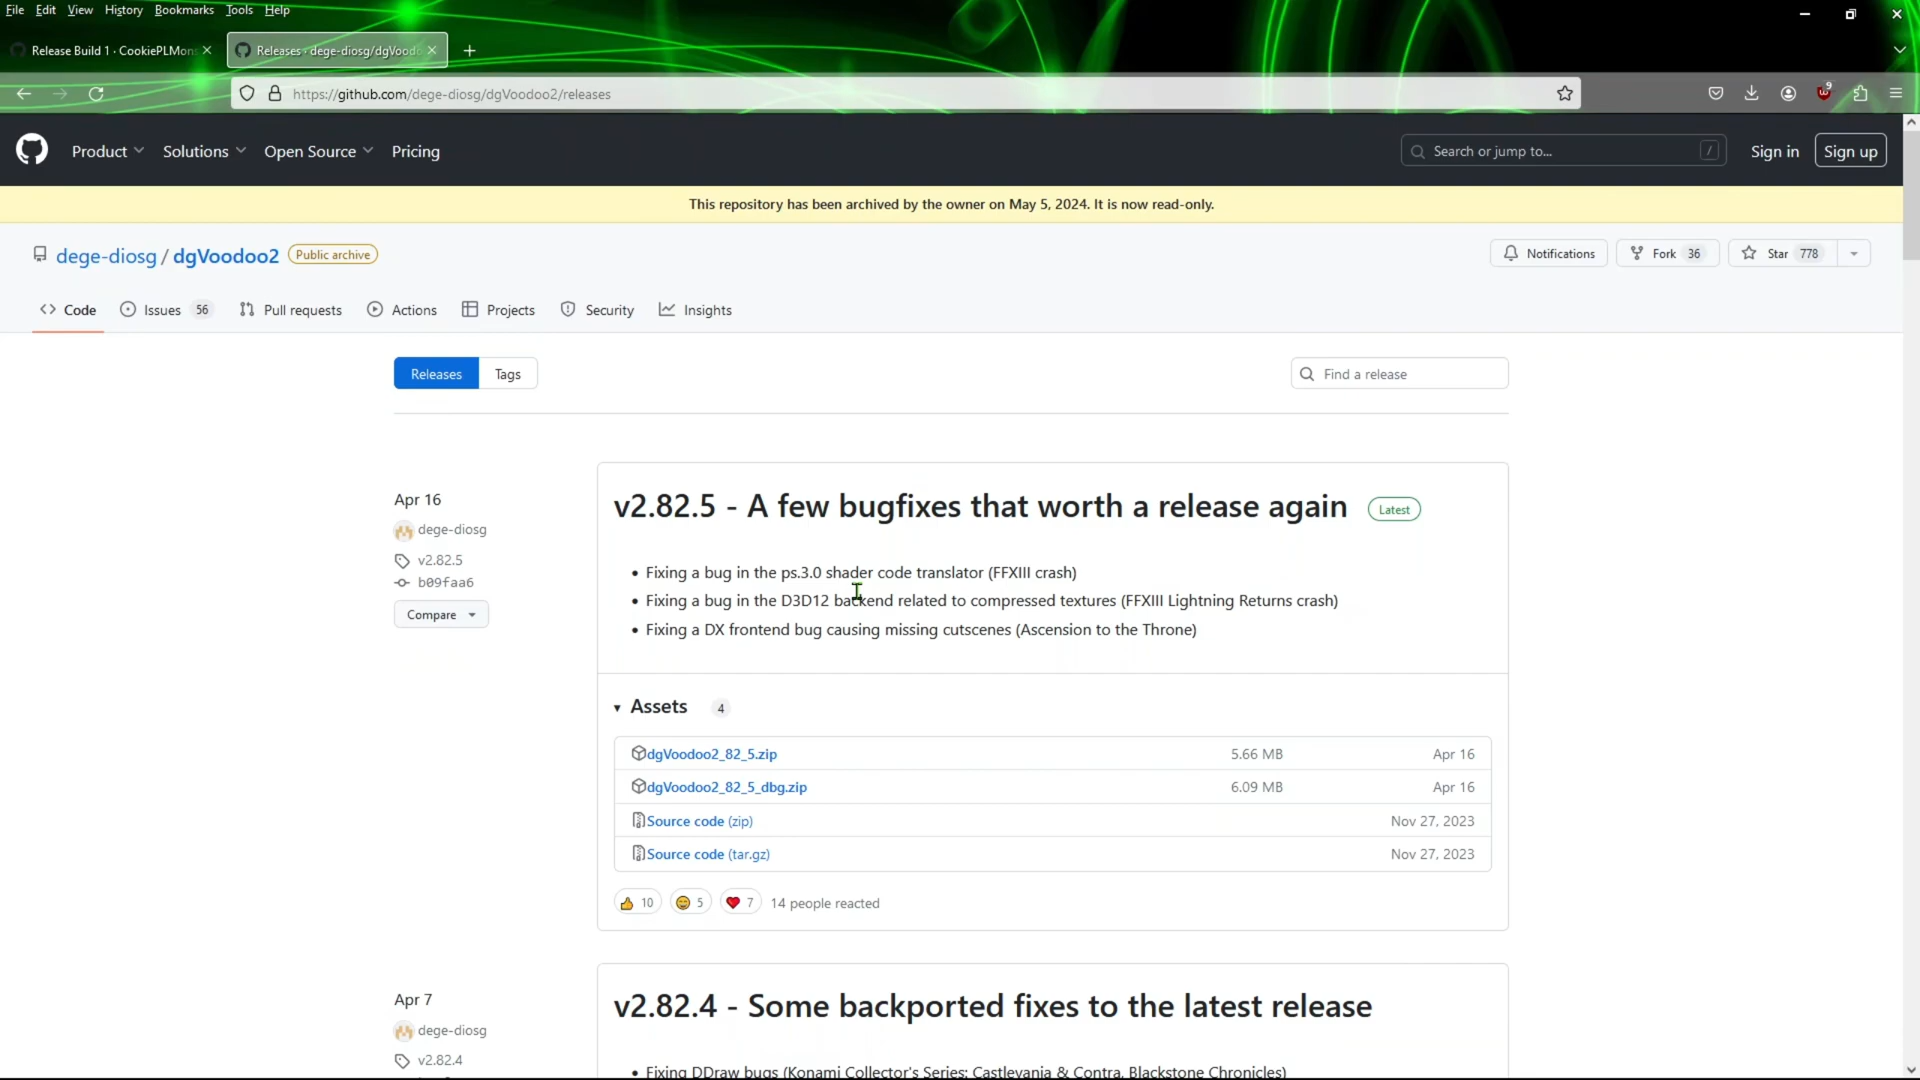 File Edit View History Bookmarks Tools Help
Release Build 1 · CookiePLMons
Releases · dege-diosg/dgVoodo
https://github.com/dege-diosg/dgVoodoo2/releases
9
Product Solutions Open Source Pricing Search or jump to... / Sign in Sign up
This repository has been archived by the owner on May 5, 2024. It is now read-only.
dege-diosg / dgVoodoo2 Public archive Notifications Fork 36 Star 778
Code Issues 56 Pull requests Actions Projects Security Insights
Releases Tags Find a release
Apr 16
dege-diosg
v2.82.5
b09faa6
Compare
v2.82.5 - A few bugfixes that worth a release again Latest
• Fixing a bug in the ps.3.0 shader code translator (FFXIII crash)
• Fixing a bug in the D3D12 backend related to compressed textures (FFXIII Lightning Returns crash)
• Fixing a DX frontend bug causing missing cutscenes (Ascension to the Throne)
Assets 4
dgVoodoo2_82_5.zip 5.66 MB Apr 16
dgVoodoo2_82_5_dbg.zip 6.09 MB Apr 16
Source code (zip) Nov 27, 2023
Source code (tar.gz) Nov 27, 2023
👍 10 😄 5 ❤️ 7 14 people reacted
Apr 7
dege-diosg
v2.82.4
v2.82.4 - Some backported fixes to the latest release
• Fixing DDraw bugs (Konami Collector's Series: Castlevania & Contra, Blackstone Chronicles)